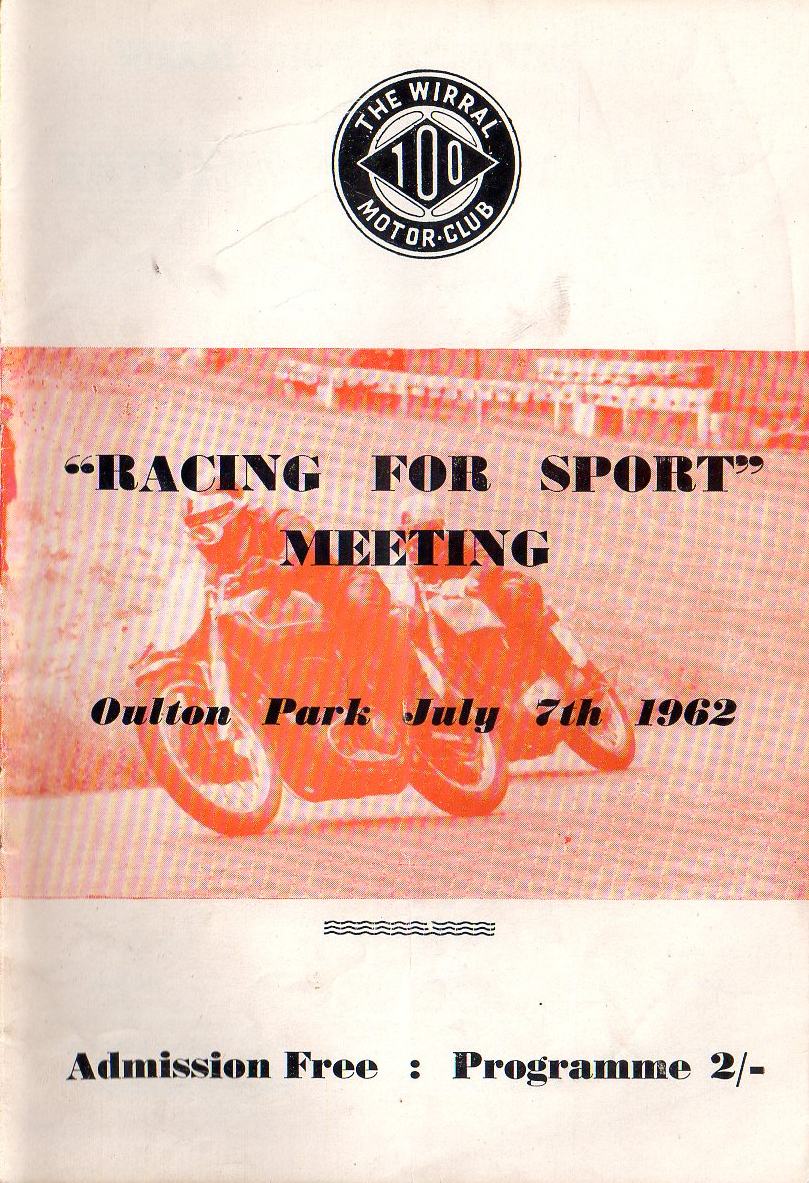 THE WIRRAL
100
MOTOR·CLUB
“RACING FOR SPORT”
MEETING
Oulton Park July 7th 1962
Admission Free : Programme 2/-